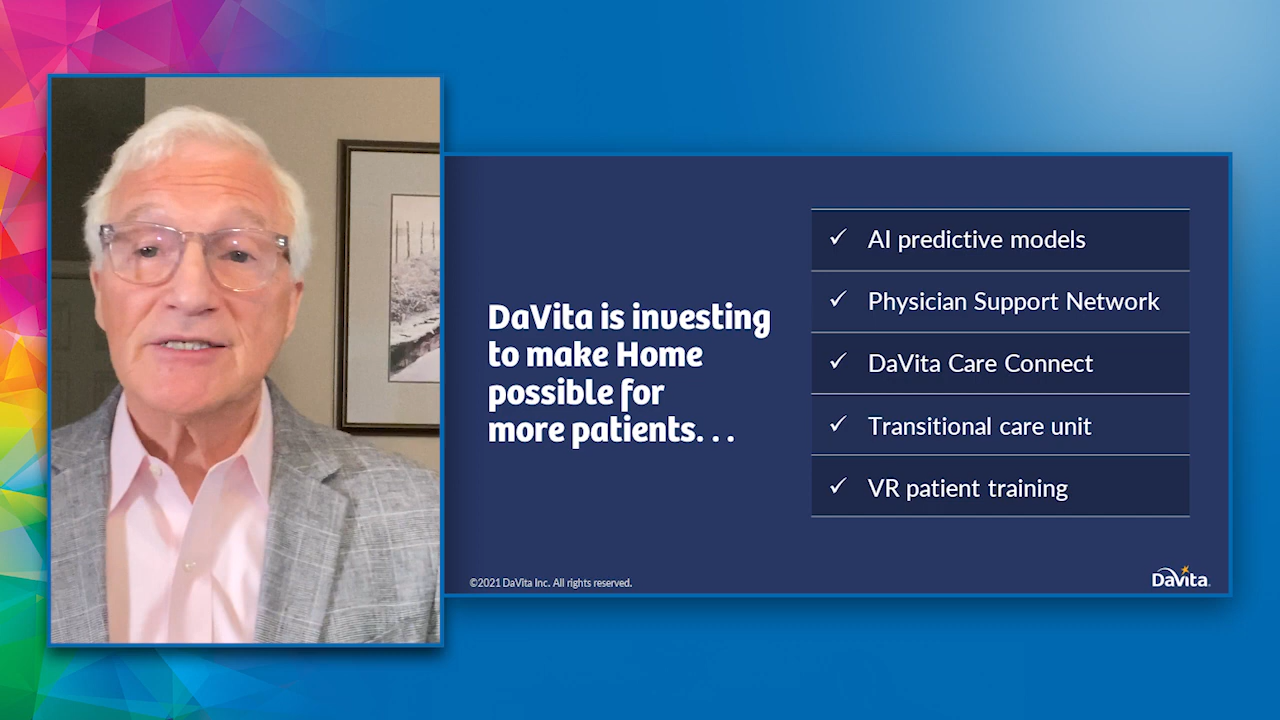 DaVita is investing
to make Home
possible for
more patients. . .
✓ AI predictive models
✓ Physician Support Network
✓ DaVita Care Connect
✓ Transitional care unit
✓ VR patient training
©2021 DaVita Inc. All rights reserved.
DaVita.